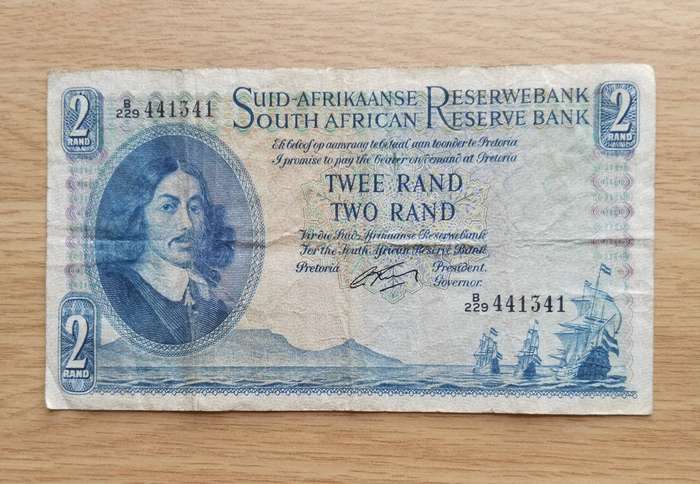 2
RAND
B/229 441341
SUID-AFRIKAANSE RESERWEBANK
SOUTH AFRICAN RESERVE BANK
2
RAND
Ek beloof op aanvraag te betaal aan toonder te Pretoria
I promise to pay the bearer on demand at Pretoria
TWEE RAND
TWO RAND
Vir die Suid-Afrikaanse Reserwebank
For the South African Reserve Bank
Pretoria
President.
Governor.
B/229 441341
2
RAND